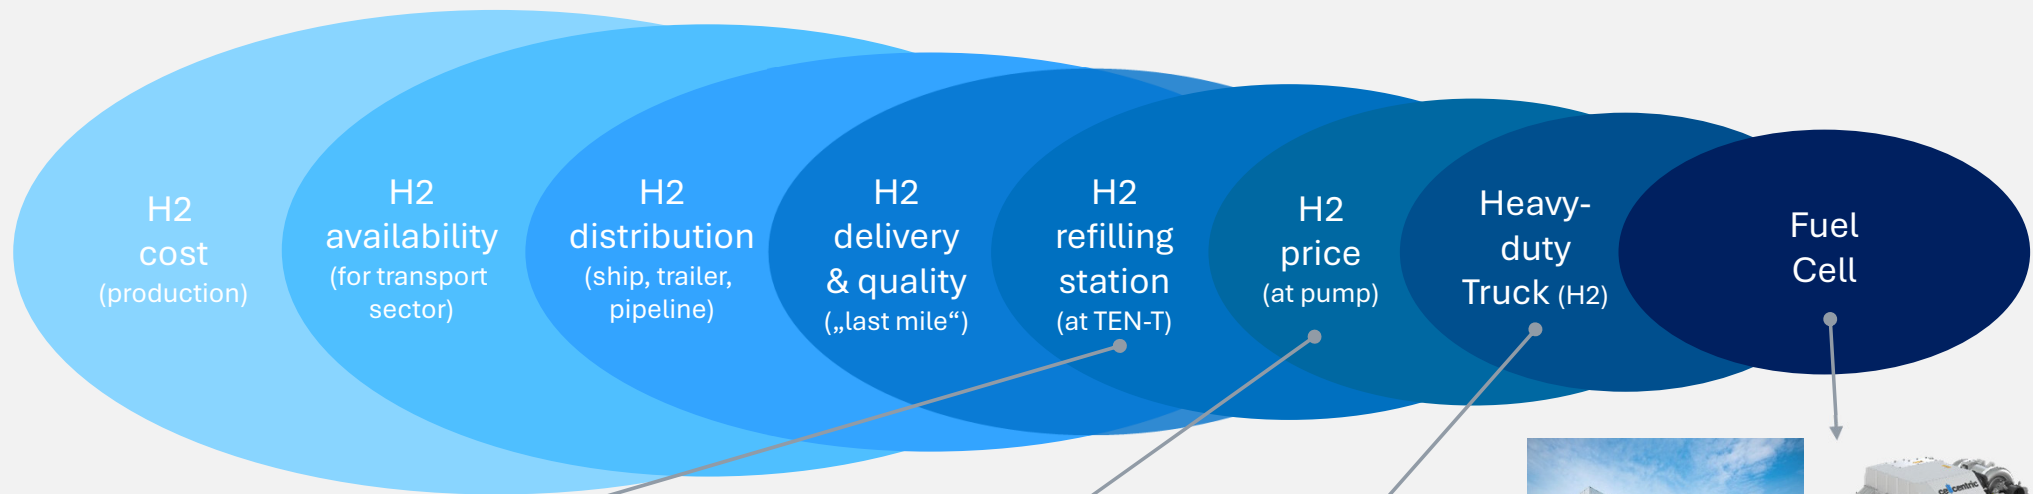 H2
cost
(production)
H2
availability
(for transport
sector)
H2
distribution
(ship, trailer,
pipeline)
H2
delivery
& quality
(„last mile“)
H2
refilling
station
(at TEN-T)
H2
price
(at pump)
Heavy-
duty
Truck (H2)
Fuel
Cell
cellcentric